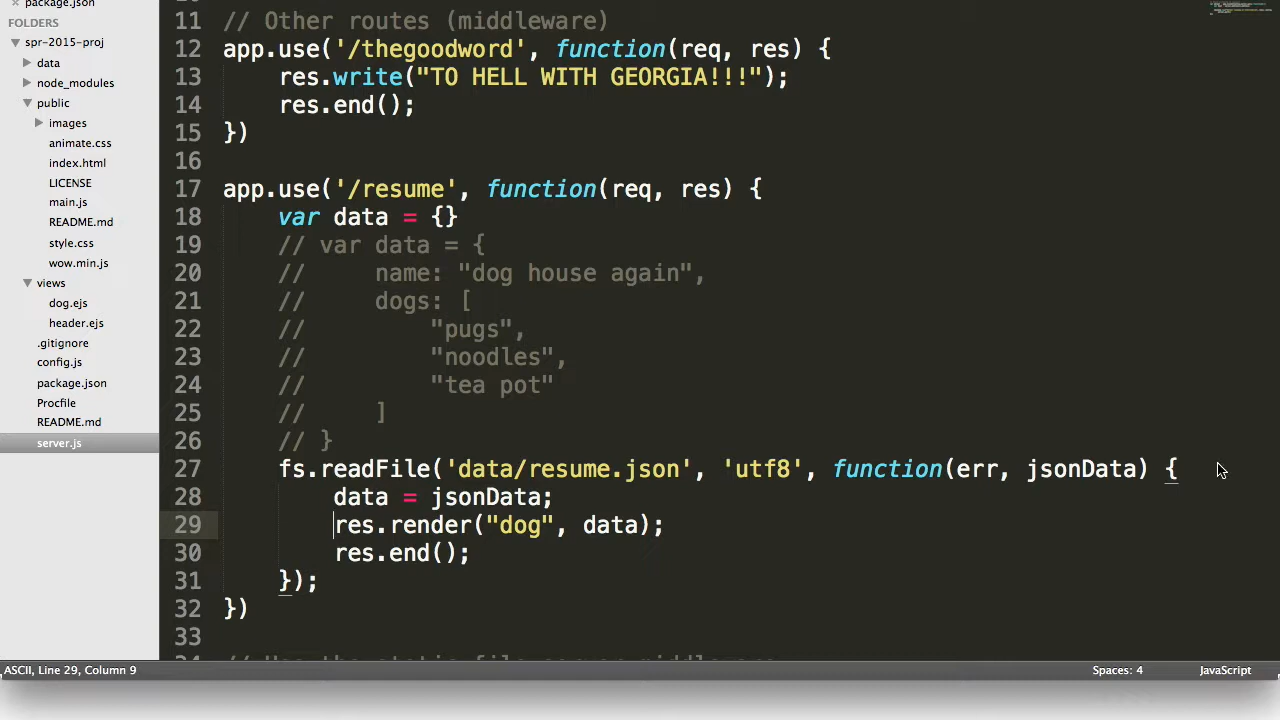 package.json
FOLDERS
spr-2015-proj
data
node_modules
public
images
animate.css
index.html
LICENSE
main.js
README.md
style.css
wow.min.js
views
dog.ejs
header.ejs
.gitignore
config.js
package.json
Procfile
README.md
server.js
11 // Other routes (middleware)
12 app.use('/thegoodword', function(req, res) {
13 res.write("TO HELL WITH GEORGIA!!!");
14 res.end();
15 })
16
17 app.use('/resume', function(req, res) {
18 var data = {}
19 // var data = {
20 // name: "dog house again",
21 // dogs: [
22 // "pugs",
23 // "noodles",
24 // "tea pot"
25 // ]
26 // }
27 fs.readFile('data/resume.json', 'utf8', function(err, jsonData) {
28 data = jsonData;
29 res.render("dog", data);
30 res.end();
31 });
32 })
33
ASCII, Line 29, Column 9
Spaces: 4
JavaScript